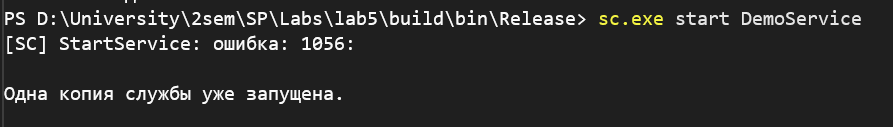 PS D:\University\2sem\SP\Labs\lab5\build\bin\Release> sc.exe start DemoService
[SC] StartService: ошибка: 1056:
Одна копия службы уже запущена.